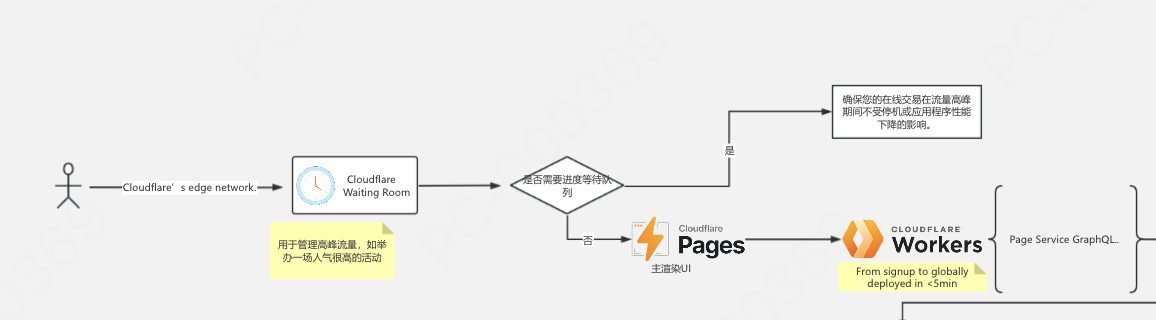 确保您的在线交易在流量高峰
期间不受停机或应用程序性能
下降的影响。
是
Cloudflare’s edge network.
Cloudflare
Waiting Room
是否需要进度等待队
列
用于管理高峰流量，如举
办一场人气很高的活动
否
Cloudflare
Pages
主渲染UI
CLOUDFLARE
Workers
From signup to globally
deployed in <5min
Page Service GraphQL..